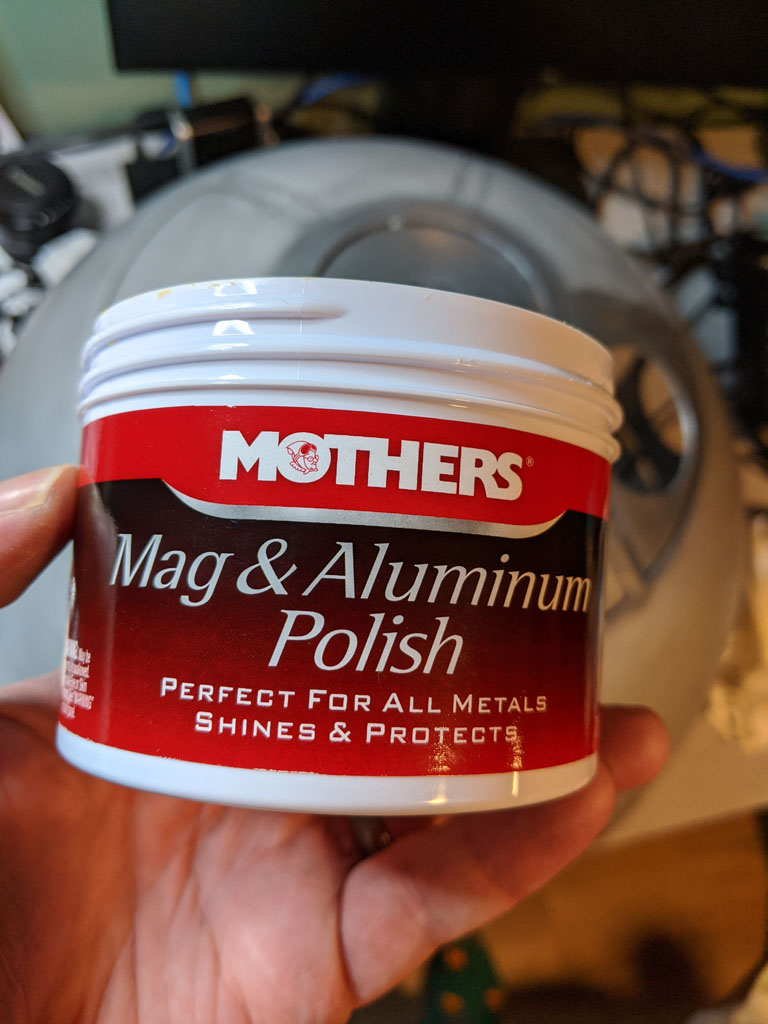 MOTHERS®
Mag & Aluminum
Polish
PERFECT FOR ALL METALS
SHINES & PROTECTS